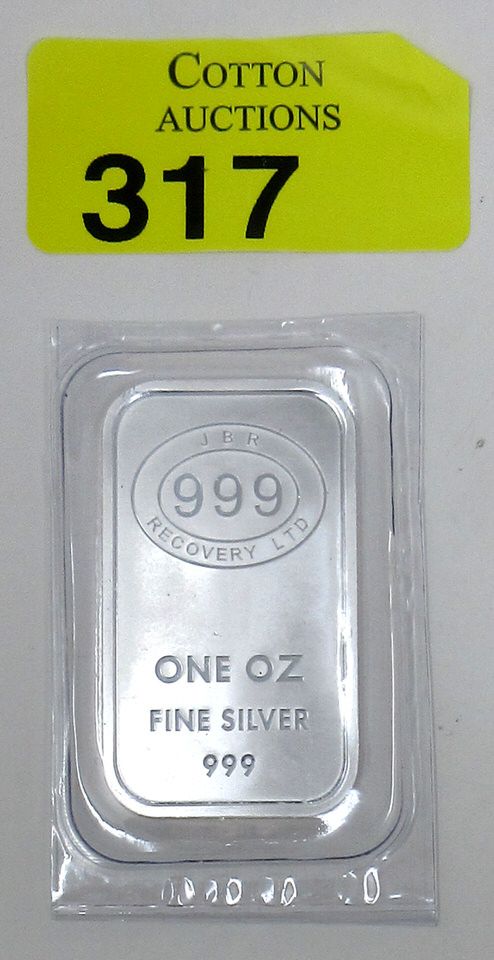 COTTON
AUCTIONS
317
JBR
999
RECOVERY LTD
ONE OZ
FINE SILVER
999